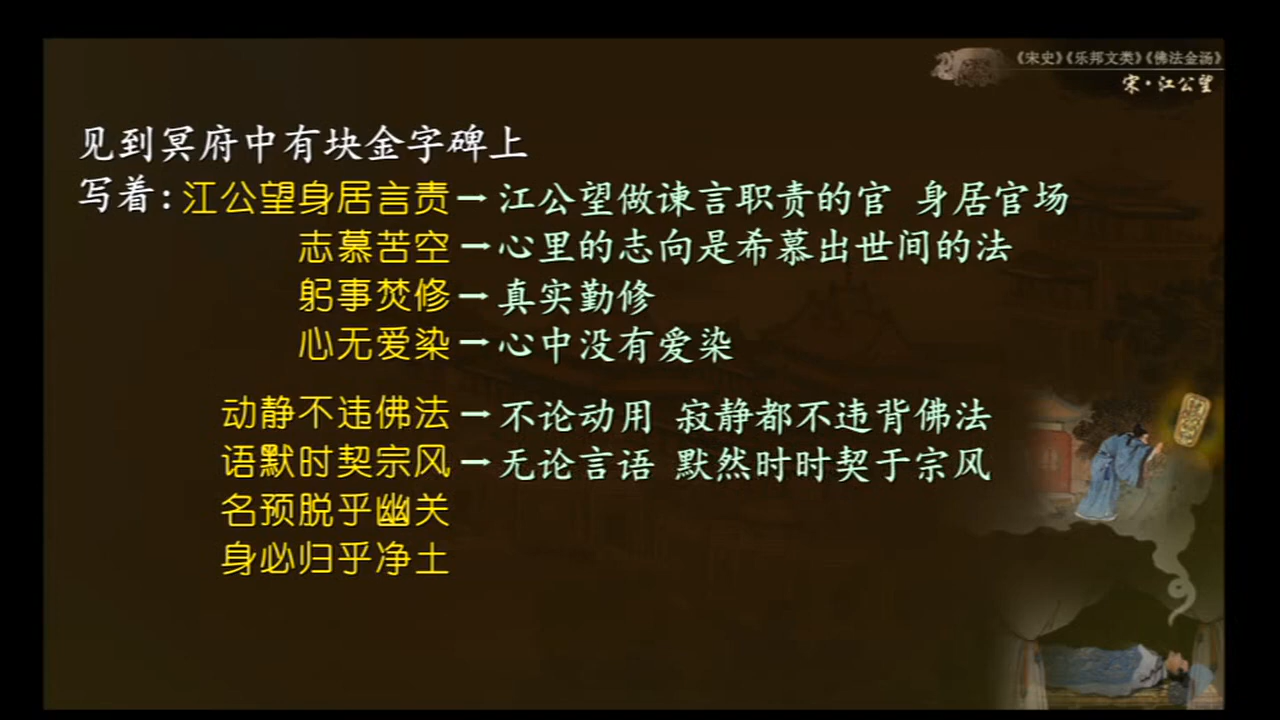 《宋史》《乐邦文类》《佛法金汤》
宋·江公望
见到冥府中有块金字碑上
写着:江公望身居言责→江公望做谏言职责的官 身居官场
志慕苦空→心里的志向是希慕出世间的法
躬事焚修→真实勤修
心无爱染→心中没有爱染
动静不违佛法→不论动用 寂静都不违背佛法
语默时契宗风→无论言语 默然时时契于宗风
名预脱乎幽关
身必归乎净土